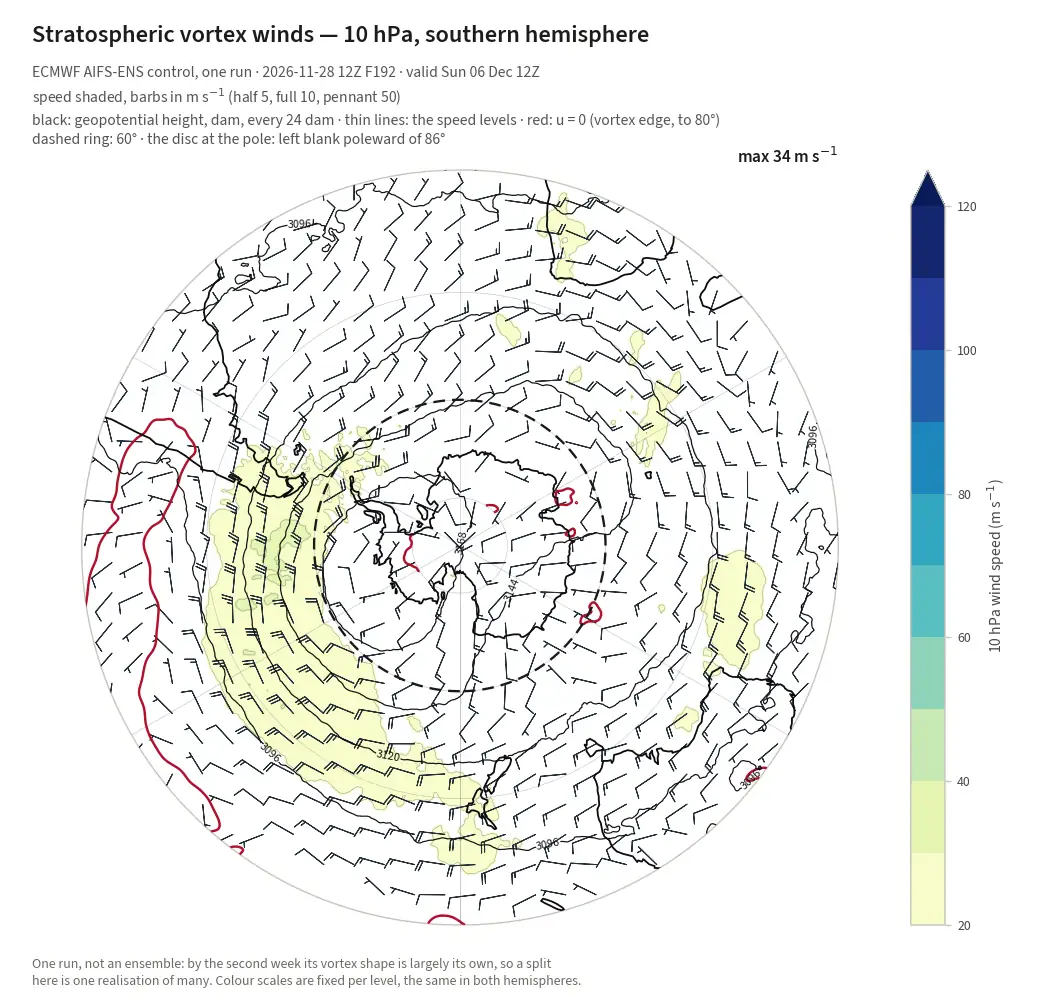 Stratospheric vortex winds — 10 hPa, southern hemisphere
ECMWF AIFS-ENS control, one run · 2026-11-28 12Z F192 · valid Sun 06 Dec 12Z
speed shaded, barbs in m s⁻¹ (half 5, full 10, pennant 50)
black: geopotential height, dam, every 24 dam · thin lines: the speed levels · red: u = 0 (vortex edge, to 80°)
dashed ring: 60° · the disc at the pole: left blank poleward of 86°
max 34 m s⁻¹
3096
3096
3168
3144
3096
3120
3096
120
100
80
60
40
20
10 hPa wind speed (m s⁻¹)
One run, not an ensemble: by the second week its vortex shape is largely its own, so a split
here is one realisation of many. Colour scales are fixed per level, the same in both hemispheres.